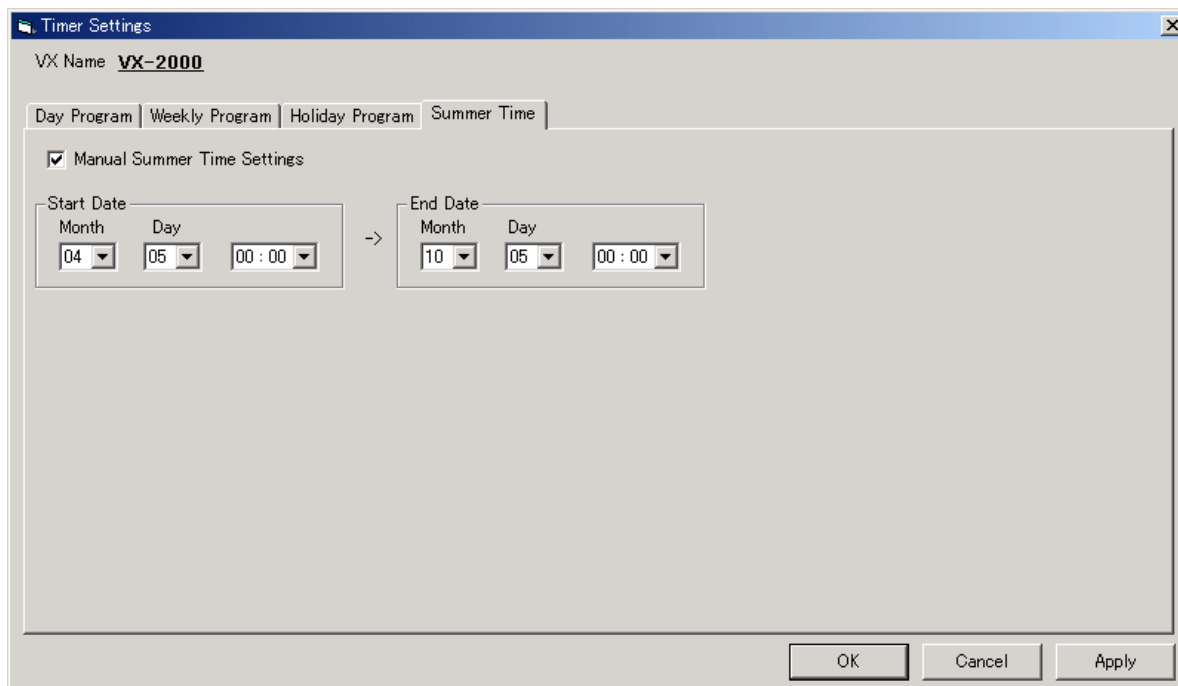 Timer Settings
VX Name VX-2000
Day Program Weekly Program Holiday Program Summer Time
Manual Summer Time Settings
Start Date
Month Day
04 05 00 : 00
->
End Date
Month Day
10 05 00 : 00
OK Cancel Apply